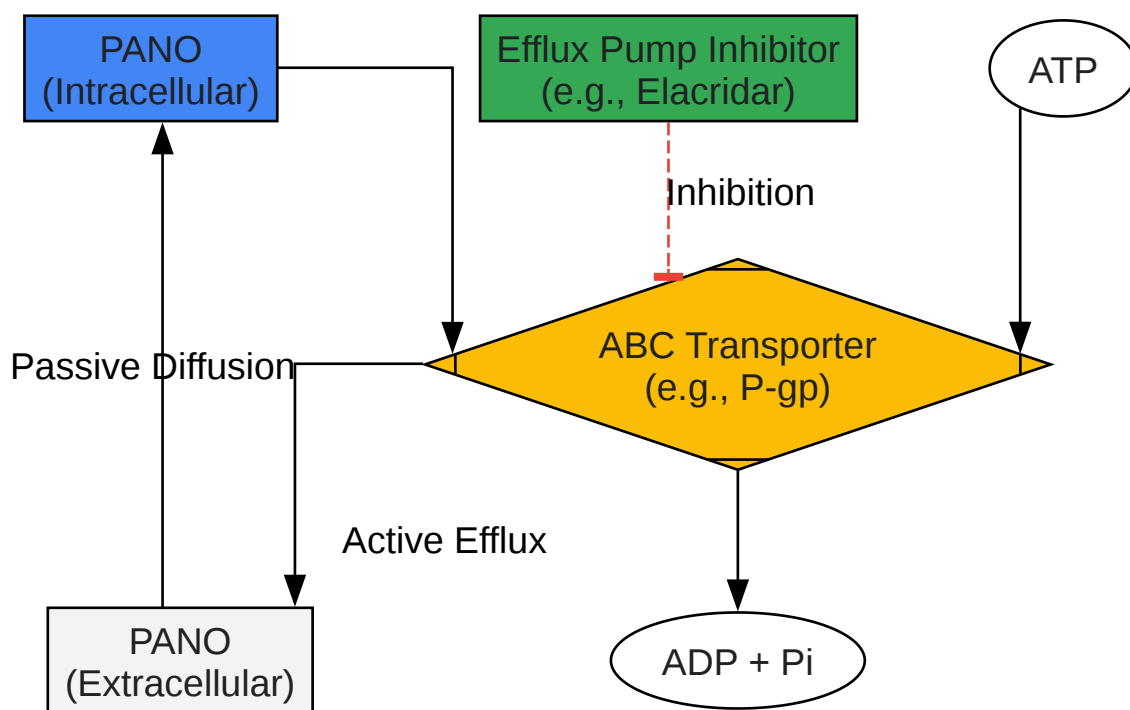 PANO
(Intracellular)
Efflux Pump Inhibitor
(e.g., Elacridar)
ATP
Inhibition
Passive Diffusion
ABC Transporter
(e.g., P-gp)
Active Efflux
PANO
(Extracellular)
ADP + Pi